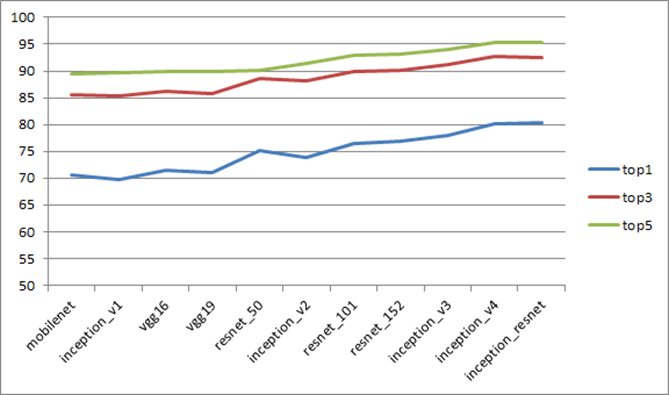 100
95
90
85
80
75
70
65
60
55
50
top1
top3
top5
mobilenet
inception_v1
vgg16
vgg19
resnet_50
inception_v2
resnet_101
resnet_152
inception_v3
inception_v4
inception_resnet